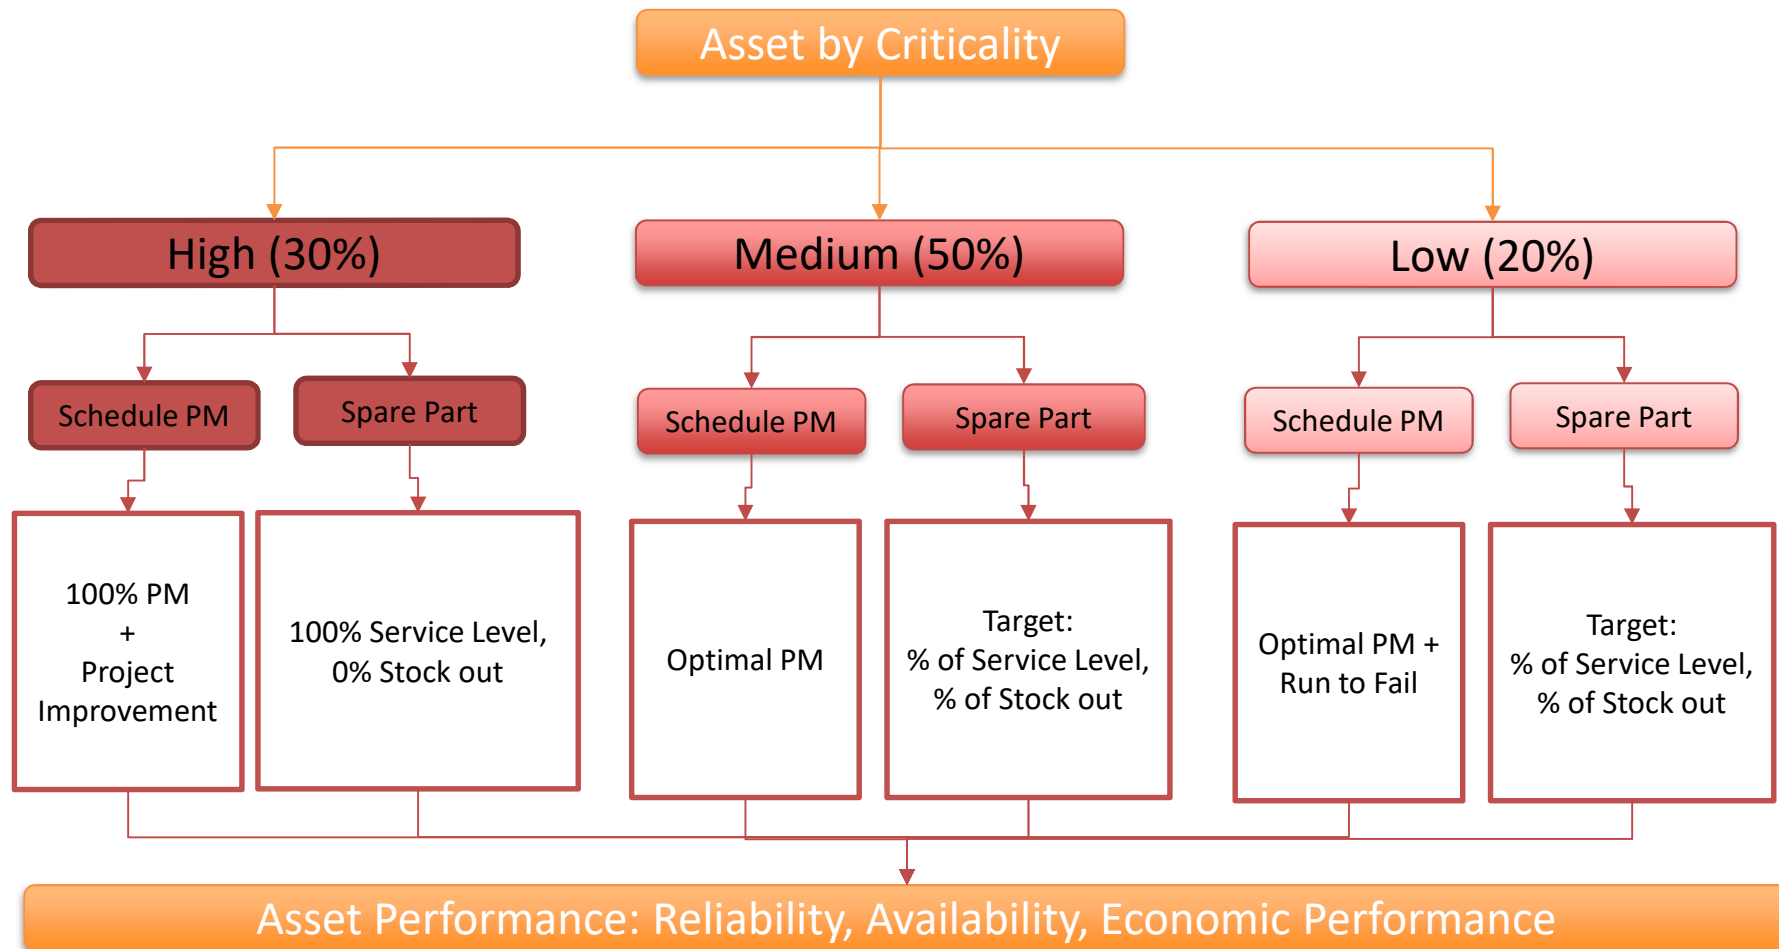 Asset by Criticality
High (30%)
Medium (50%)
Low (20%)
Schedule PM
Spare Part
Schedule PM
Spare Part
Schedule PM
Spare Part
100% PM
+
Project
Improvement
100% Service Level,
0% Stock out
Optimal PM
Target:
% of Service Level,
% of Stock out
Optimal PM +
Run to Fail
Target:
% of Service Level,
% of Stock out
Asset Performance: Reliability, Availability, Economic Performance